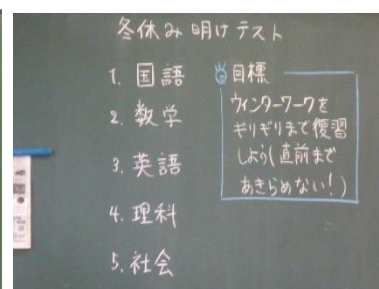 冬休み明けテスト
1. 国語
2. 数学
3. 英語
4. 理科
5. 社会
目標
ウィンターワークを
ギリギリまで復習
しよう(直前まで
あきらめない!)